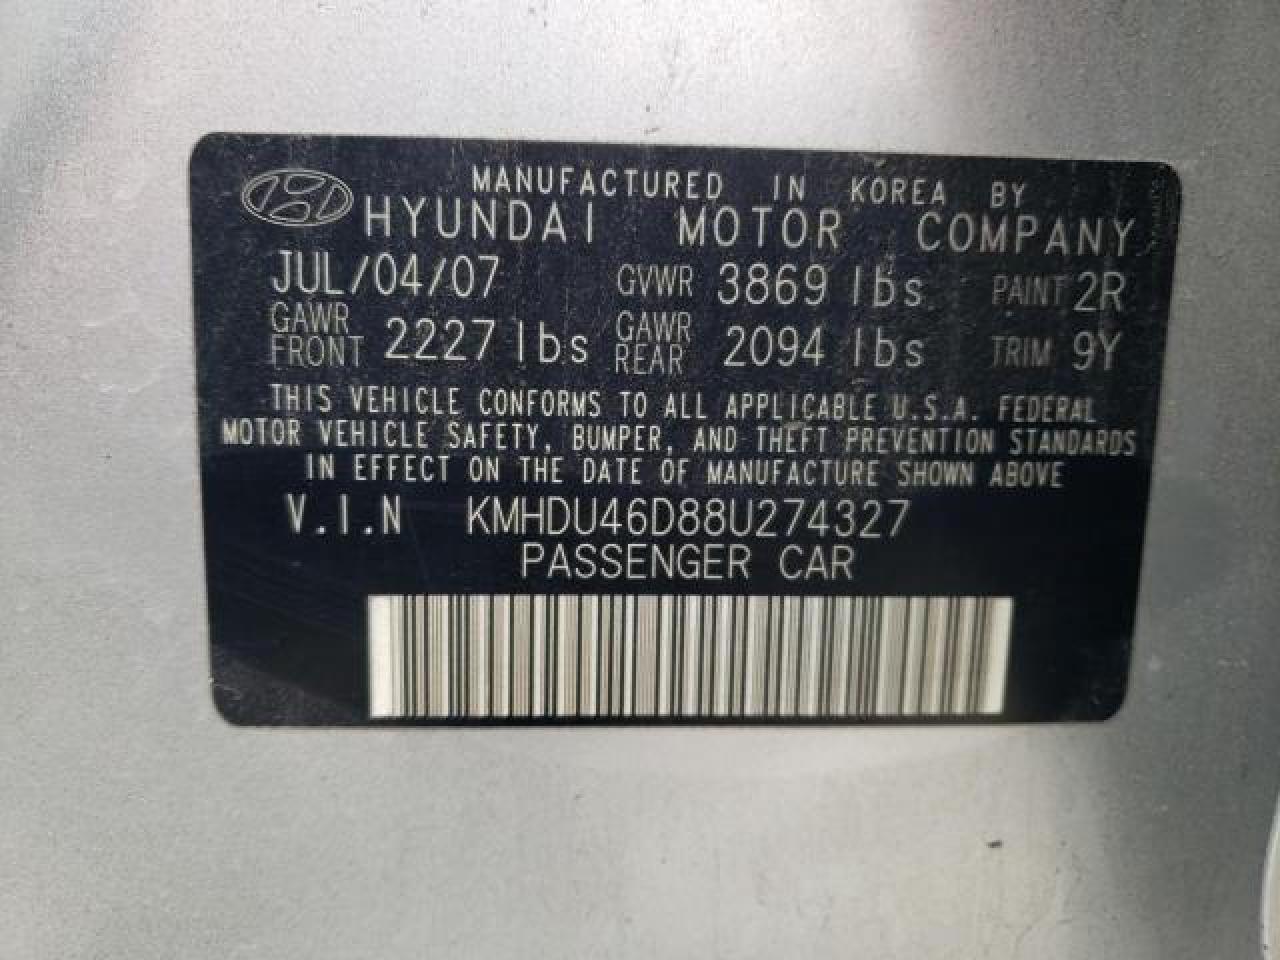 MANUFACTURED IN KOREA BY
HYUNDAI MOTOR COMPANY
JUL/04/07 GVWR 3869 lbs PAINT 2R
GAWR FRONT 2227 lbs GAWR REAR 2094 lbs TRIM 9Y
THIS VEHICLE CONFORMS TO ALL APPLICABLE U.S.A. FEDERAL
MOTOR VEHICLE SAFETY, BUMPER, AND THEFT PREVENTION STANDARDS
IN EFFECT ON THE DATE OF MANUFACTURE SHOWN ABOVE
V.I.N KMHDU46D88U274327
PASSENGER CAR